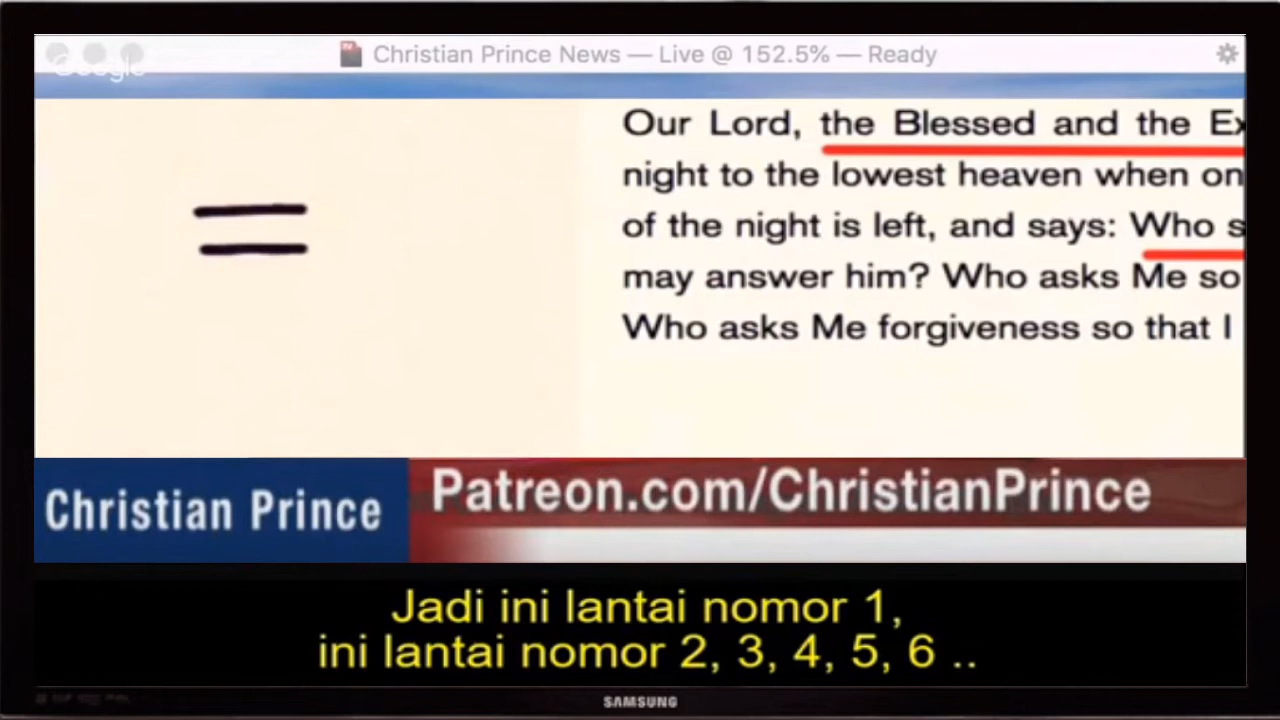 Christian Prince News — Live @ 152.5% — Ready
Google
Our Lord, the Blessed and the Ex
night to the lowest heaven when on
of the night is left, and says: Who s
may answer him? Who asks Me so
Who asks Me forgiveness so that I
Christian Prince
Patreon.com/ChristianPrince
Jadi ini lantai nomor 1,
ini lantai nomor 2, 3, 4, 5, 6 ..
SAMSUNG